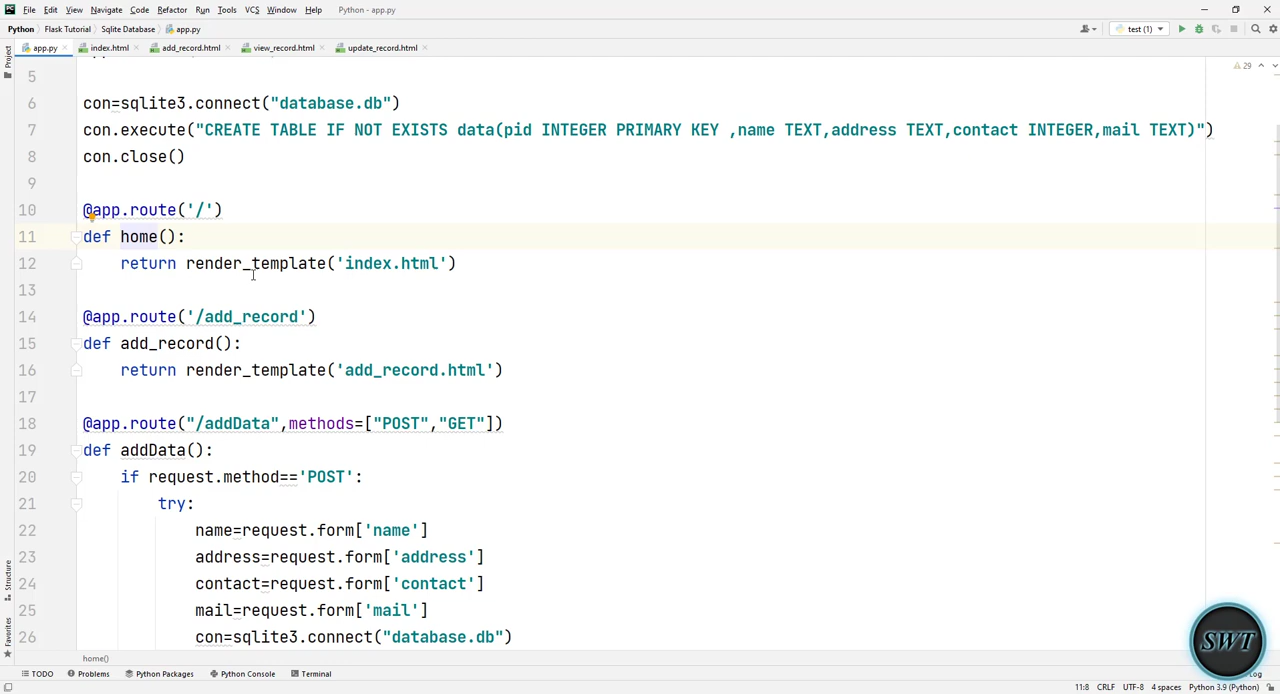 File Edit View Navigate Code Refactor Run Tools VCS Window Help Python - app.py
Python Flask Tutorial Sqlite Database app.py test (1)
app.py index.html add_record.html view_record.html update_record.html
Project
29
5
6 con=sqlite3.connect("database.db")
7 con.execute("CREATE TABLE IF NOT EXISTS data(pid INTEGER PRIMARY KEY ,name TEXT,address TEXT,contact INTEGER,mail TEXT)")
8 con.close()
9
10 @app.route('/')
11 def home():
12 return render_template('index.html')
13
14 @app.route('/add_record')
15 def add_record():
16 return render_template('add_record.html')
17
18 @app.route("/addData",methods=["POST","GET"])
19 def addData():
20 if request.method=='POST':
21 try:
22 name=request.form['name']
23 address=request.form['address']
24 contact=request.form['contact']
25 mail=request.form['mail']
26 con=sqlite3.connect("database.db")
Structure
Favorites
SWT
home()
TODO Problems Python Packages Python Console Terminal Log
11:8 CRLF UTF-8 4 spaces Python 3.9 (Python)